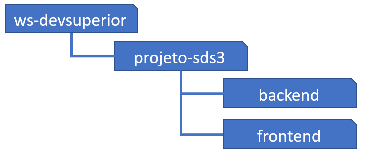 ws-devsuperior
projeto-sds3
backend
frontend